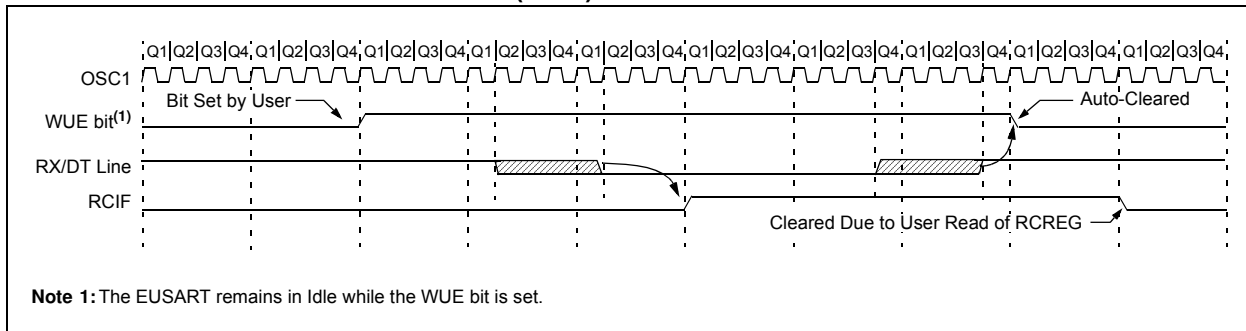 Q1|Q2|Q3|Q4 Q1|Q2|Q3|Q4 Q1|Q2|Q3|Q4 Q1|Q2|Q3|Q4 Q1|Q2|Q3|Q4 Q1|Q2|Q3|Q4 Q1|Q2|Q3|Q4 Q1|Q2|Q3|Q4 Q1|Q2|Q3|Q4 Q1|Q2|Q3|Q4
OSC1
Bit Set by User
Auto-Cleared
WUE bit(1)
RX/DT Line
RCIF
Cleared Due to User Read of RCREG
Note 1: The EUSART remains in Idle while the WUE bit is set.